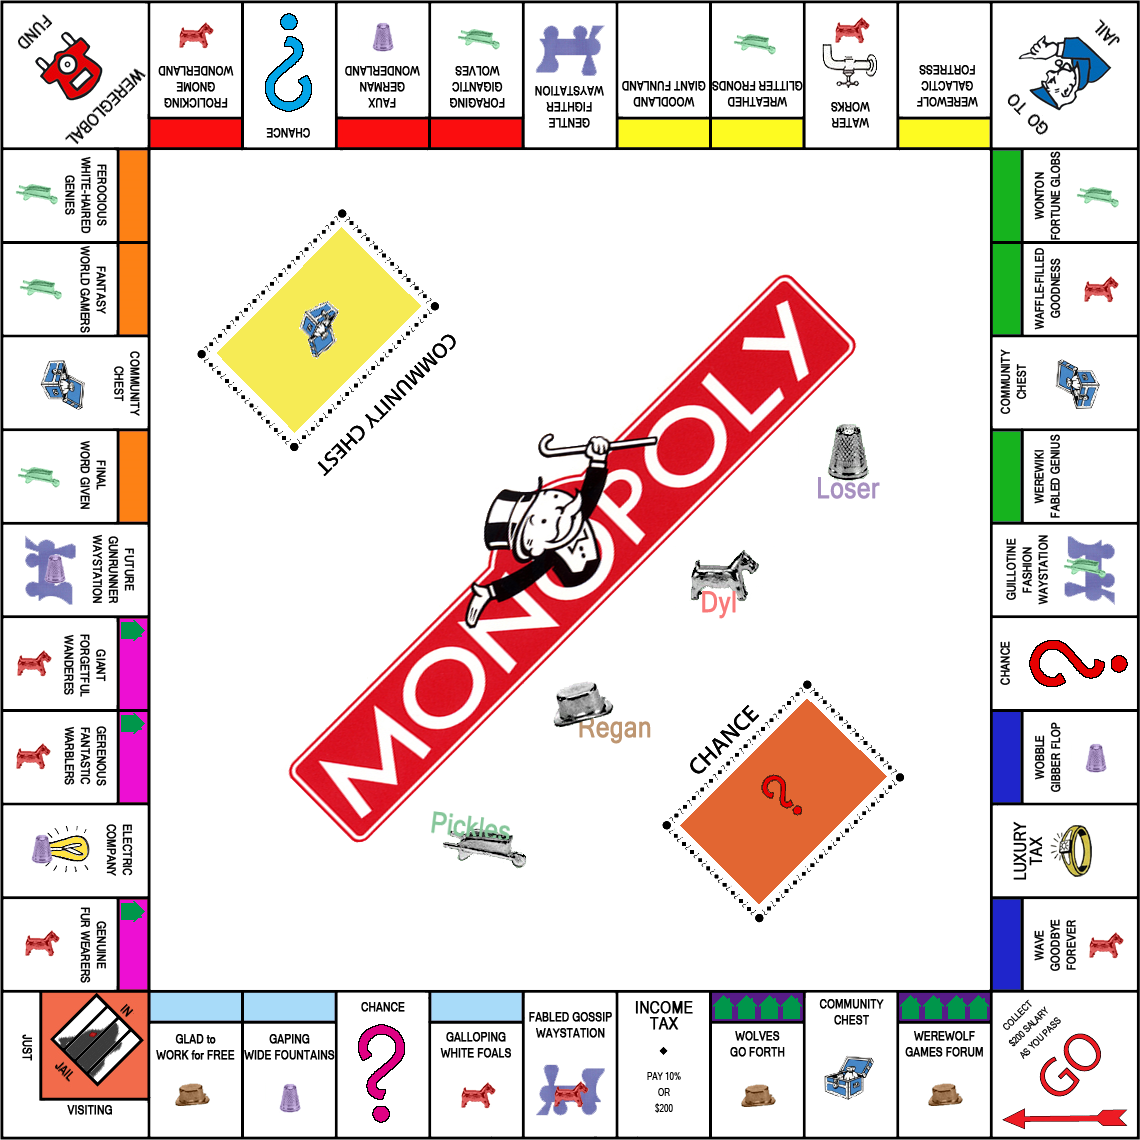 FUND
WEREGLOBAL
FROLICKING
GNOME
WONDERLAND
CHANCE
FAUX
GERMAN
WONDERLAND
FORAGING
GIGANTIC
WOLVES
GENTLE
FIGHTER
WAYSTATION
WOODLAND
GIANT FUNLAND
WREATHED
GLITTER FRONDS
WATER
WORKS
WEREWOLF
GALACTIC
FORTRESS
GO TO
JAIL
FEROCIOUS
WHITE-HAIRED
GENIES
FANTASY
WORLD GAMERS
COMMUNITY
CHEST
FINAL
WORD GIVEN
FUTURE
GUNRUNNER
WAYSTATION
GIANT
FORGETFUL
WANDERES
GERENOUS
FANTASTIC
WARBLERS
ELECTRIC
COMPANY
GENUINE
FUR WEARERS
COMMUNITY CHEST
MONOPOLY
Loser
Dyl
Regan
Pickles
CHANCE
WONTON
FORTUNE GLOBS
WAFFLE-FILLED
GOODNESS
COMMUNITY
CHEST
WEREWIKI
FABLED GENIUS
GUILLOTINE
FASHION
WAYSTATION
CHANCE
WOBBLE
GIBBER FLOP
LUXURY
TAX
WAVE
GOODBYE
FOREVER
JUST
IN
JAIL
VISITING
GLAD to
WORK for FREE
GAPING
WIDE FOUNTAINS
CHANCE
GALLOPING
WHITE FOALS
FABLED GOSSIP
WAYSTATION
INCOME
TAX
PAY 10%
OR
$200
WOLVES
GO FORTH
COMMUNITY
CHEST
WEREWOLF
GAMES FORUM
COLLECT
$200 SALARY
AS YOU PASS
GO